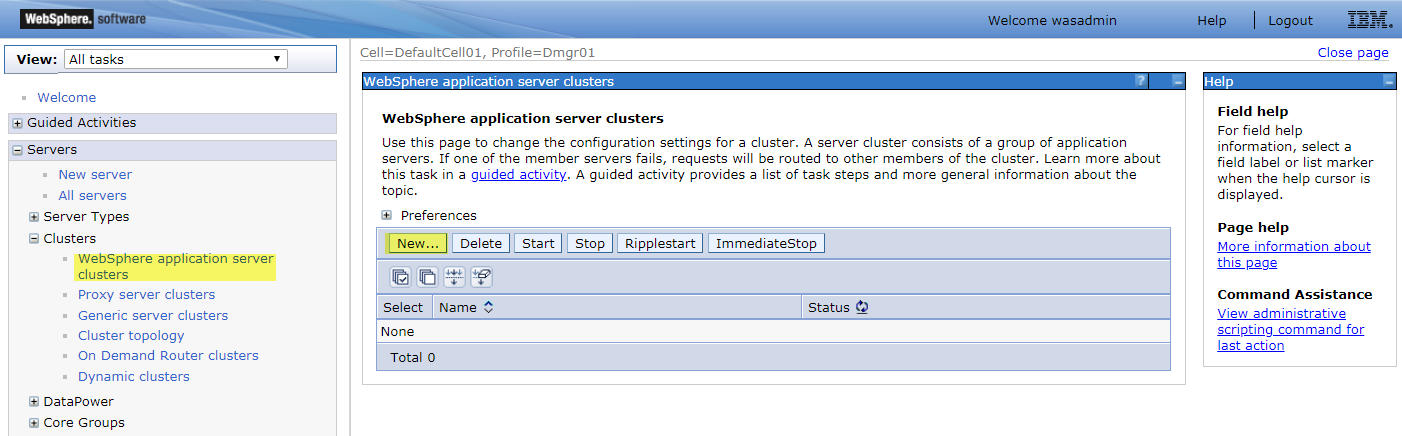 WebSphere. software
Welcome wasadmin
Help
Logout
IBM.
View: All tasks
Welcome
Guided Activities
Servers
New server
All servers
Server Types
Clusters
WebSphere application server
clusters
Proxy server clusters
Generic server clusters
Cluster topology
On Demand Router clusters
Dynamic clusters
DataPower
Core Groups
Cell=DefaultCell01, Profile=Dmgr01
Close page
WebSphere application server clusters
?
WebSphere application server clusters
Use this page to change the configuration settings for a cluster. A server cluster consists of a group of application
servers. If one of the member servers fails, requests will be routed to other members of the cluster. Learn more about
this task in a guided activity. A guided activity provides a list of task steps and more general information about the
topic.
Preferences
New... Delete Start Stop Ripplestart ImmediateStop
Select Name Status
None
Total 0
Help
Field help
For field help
information, select a
field label or list marker
when the help cursor is
displayed.
Page help
More information about
this page
Command Assistance
View administrative
scripting command for
last action